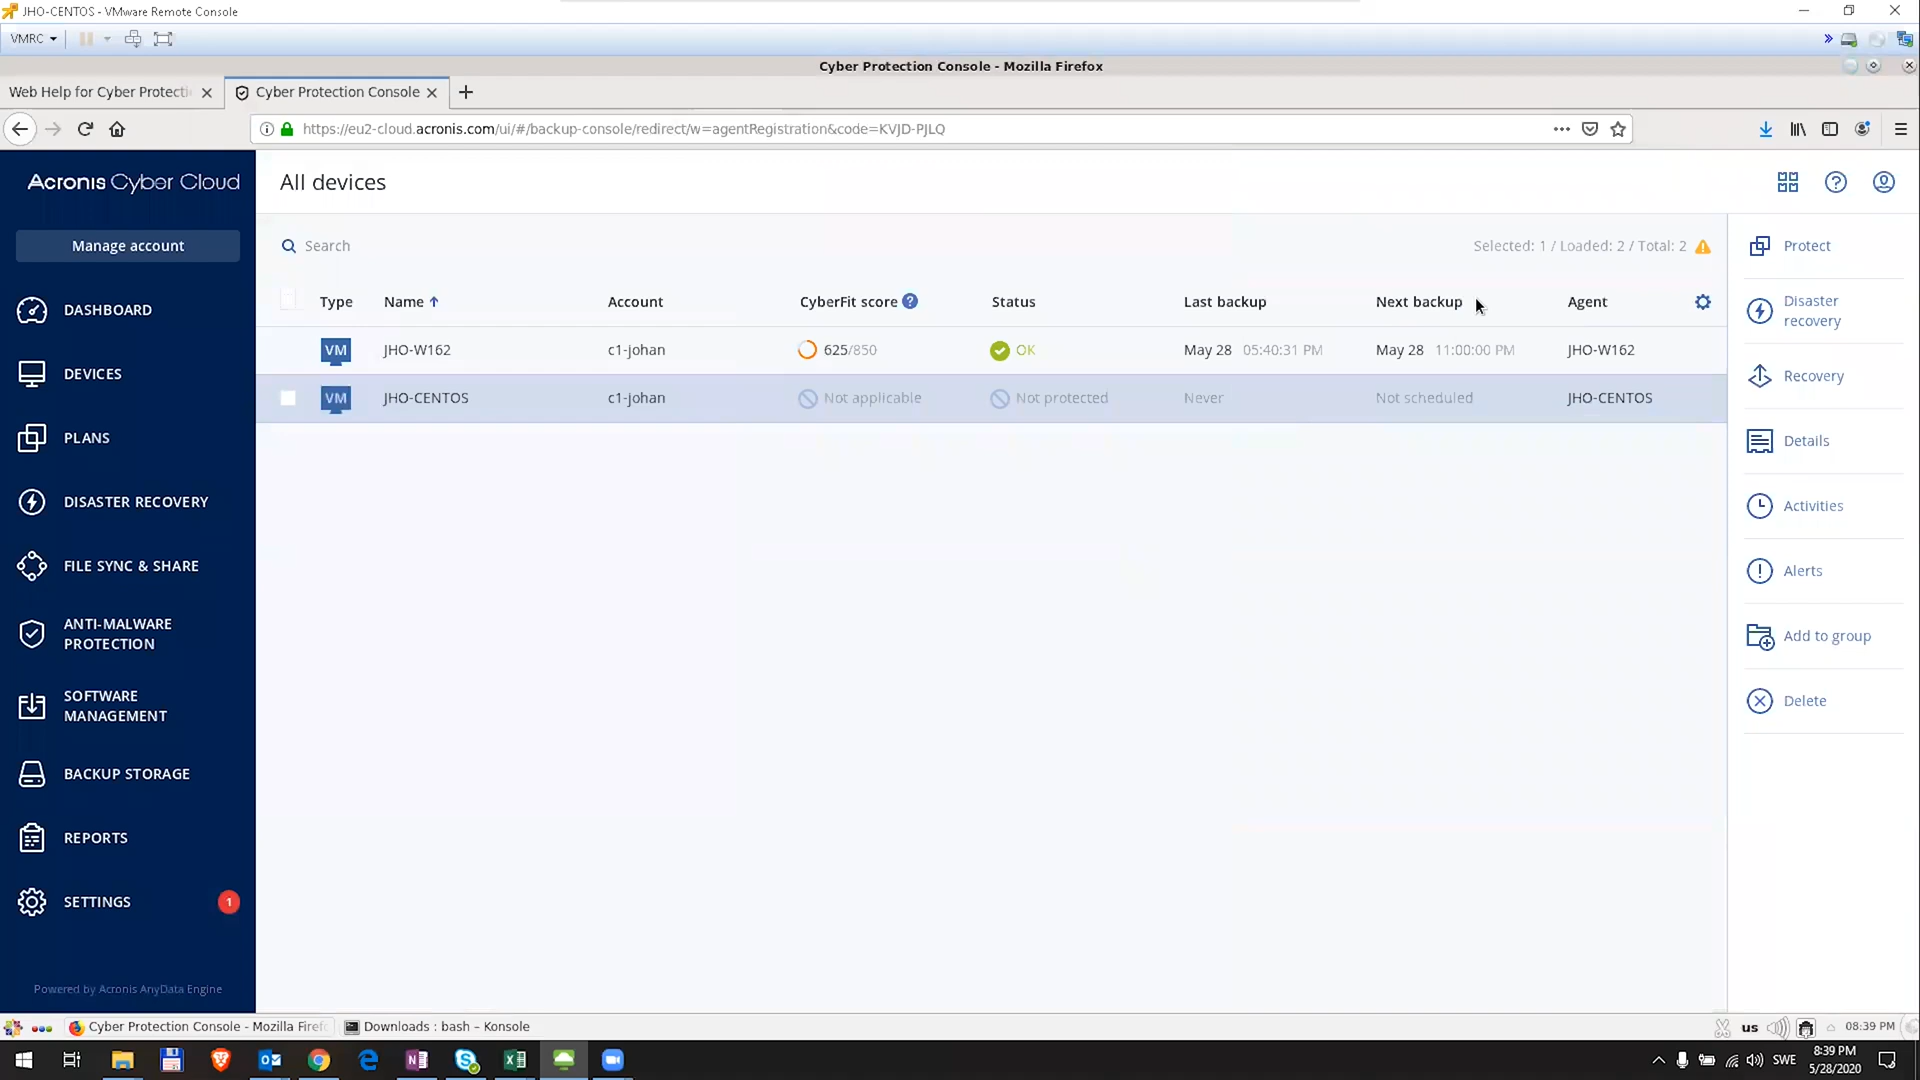 JHO-CENTOS - VMware Remote Console
VMRC
Cyber Protection Console - Mozilla Firefox
Web Help for Cyber Protecti
Cyber Protection Console
https://eu2-cloud.acronis.com/ui/#/backup-console/redirect/w=agentRegistration&code=KVJD-PJLQ
Acronis Cyber Cloud
All devices
Manage account
Search
Selected: 1 / Loaded: 2 / Total: 2
Type Name Account CyberFit score Status Last backup Next backup Agent
VM JHO-W162 c1-johan 625/850 OK May 28 05:40:31 PM May 28 11:00:00 PM JHO-W162
VM JHO-CENTOS c1-johan Not applicable Not protected Never Not scheduled JHO-CENTOS
DASHBOARD
DEVICES
PLANS
DISASTER RECOVERY
FILE SYNC & SHARE
ANTI-MALWARE
PROTECTION
SOFTWARE
MANAGEMENT
BACKUP STORAGE
REPORTS
SETTINGS 1
Powered by Acronis AnyData Engine
Protect
Disaster
recovery
Recovery
Details
Activities
Alerts
Add to group
Delete
Cyber Protection Console - Mozilla Firef
Downloads : bash – Konsole
us
08:39 PM
SWE
8:39 PM
5/28/2020